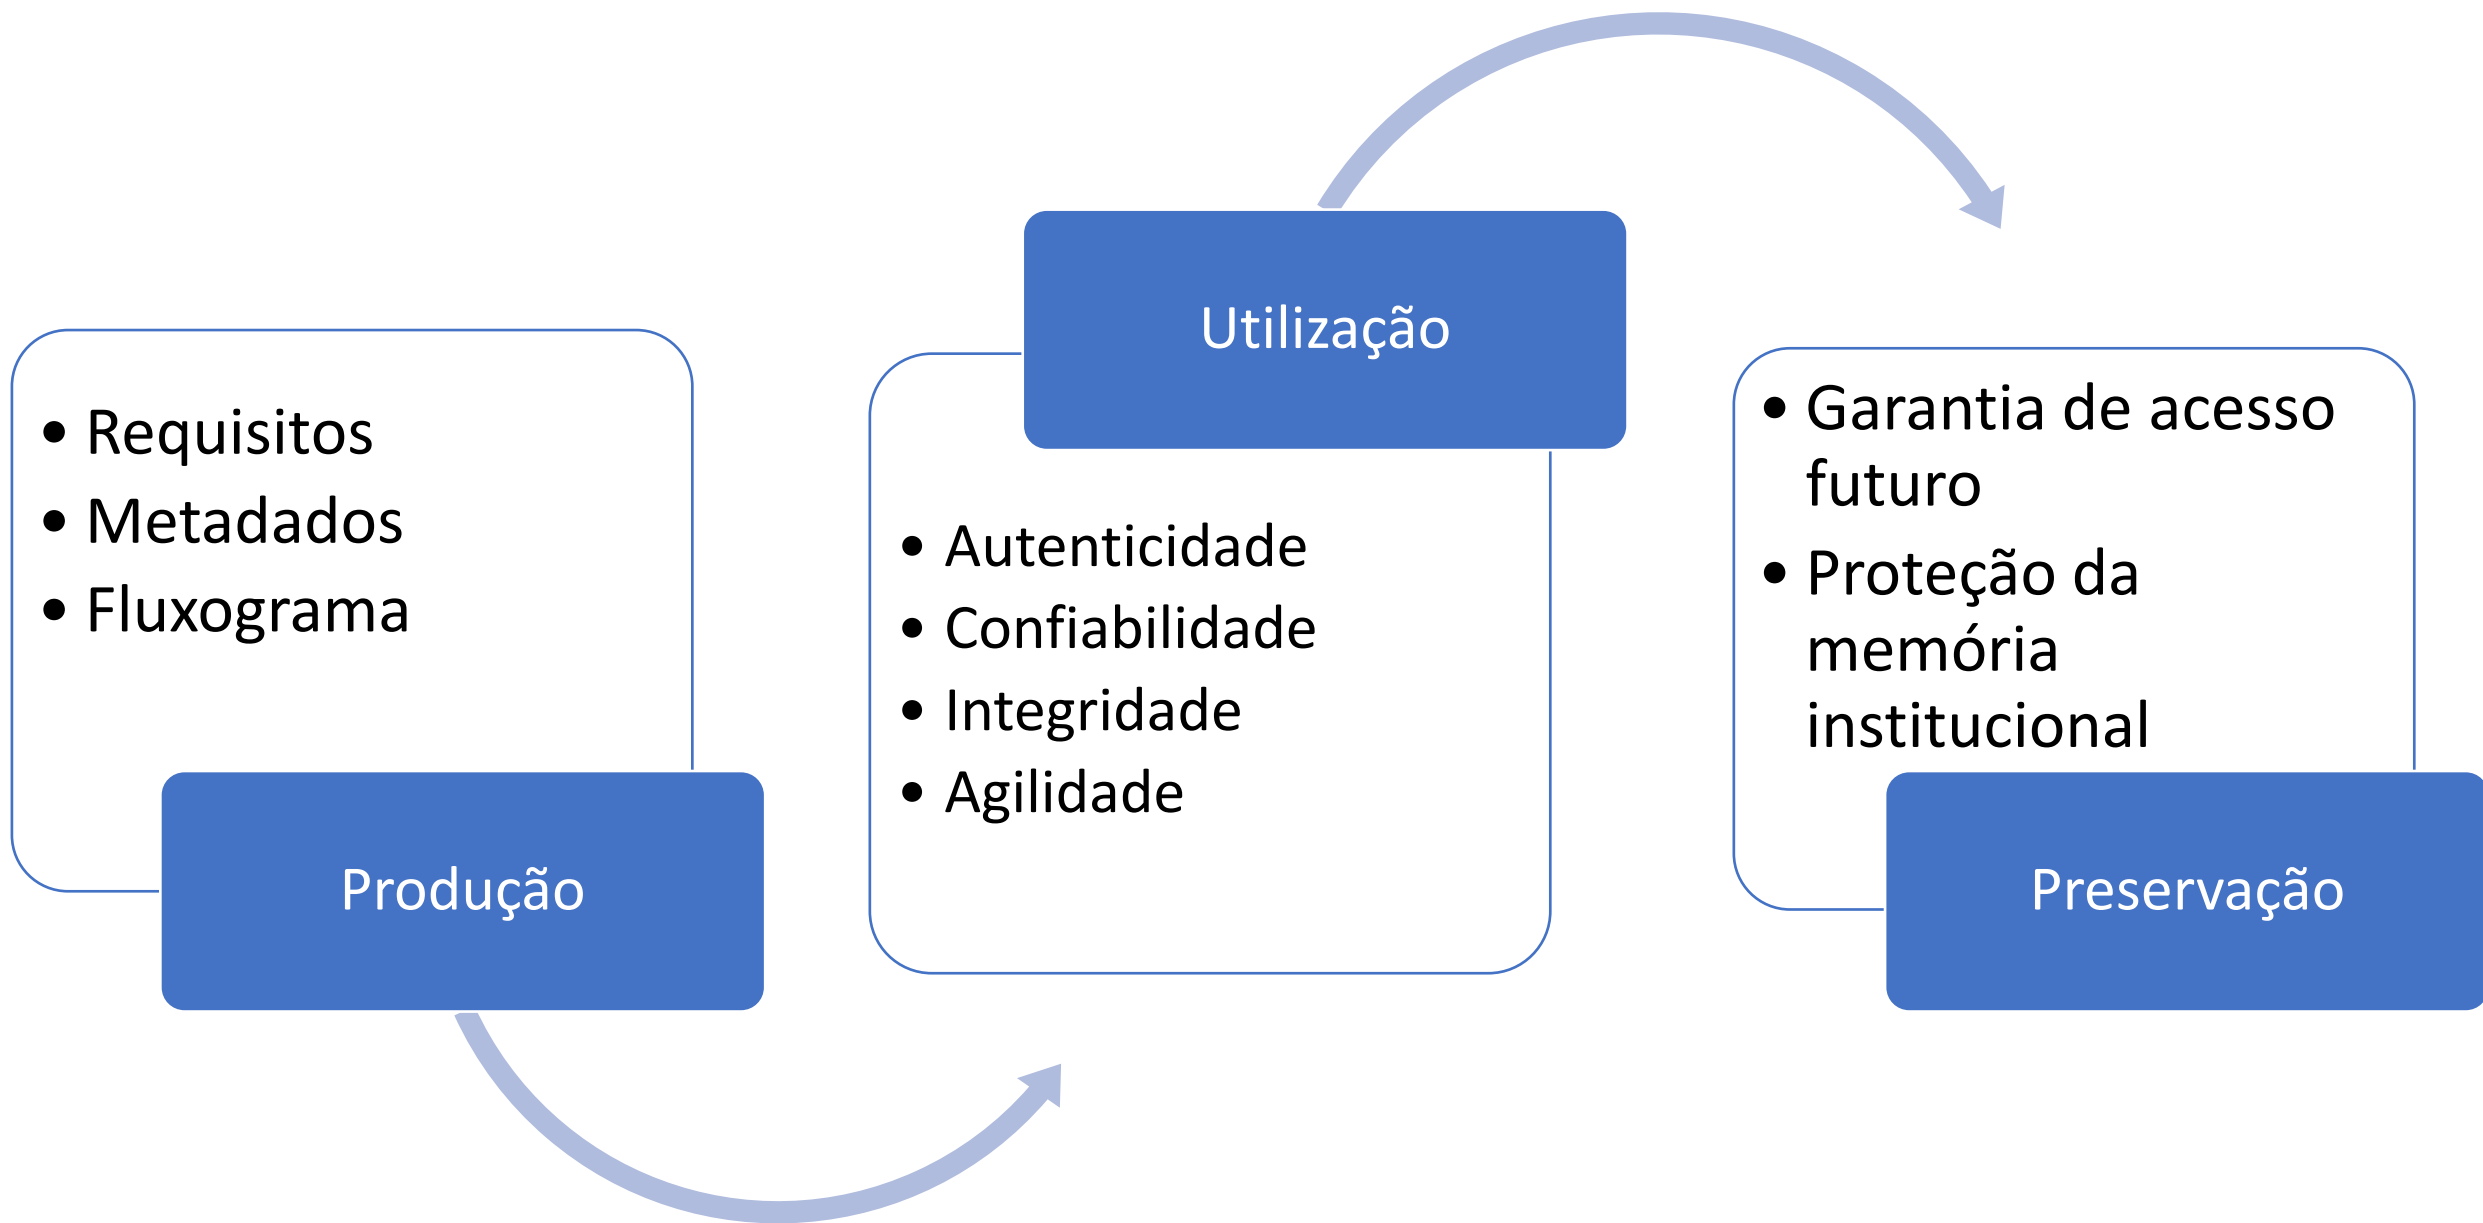 • Requisitos
• Metadados
• Fluxograma
Produção
Utilização
• Autenticidade
• Confiabilidade
• Integridade
• Agilidade
• Garantia de acesso
futuro
• Proteção da
memória
institucional
Preservação